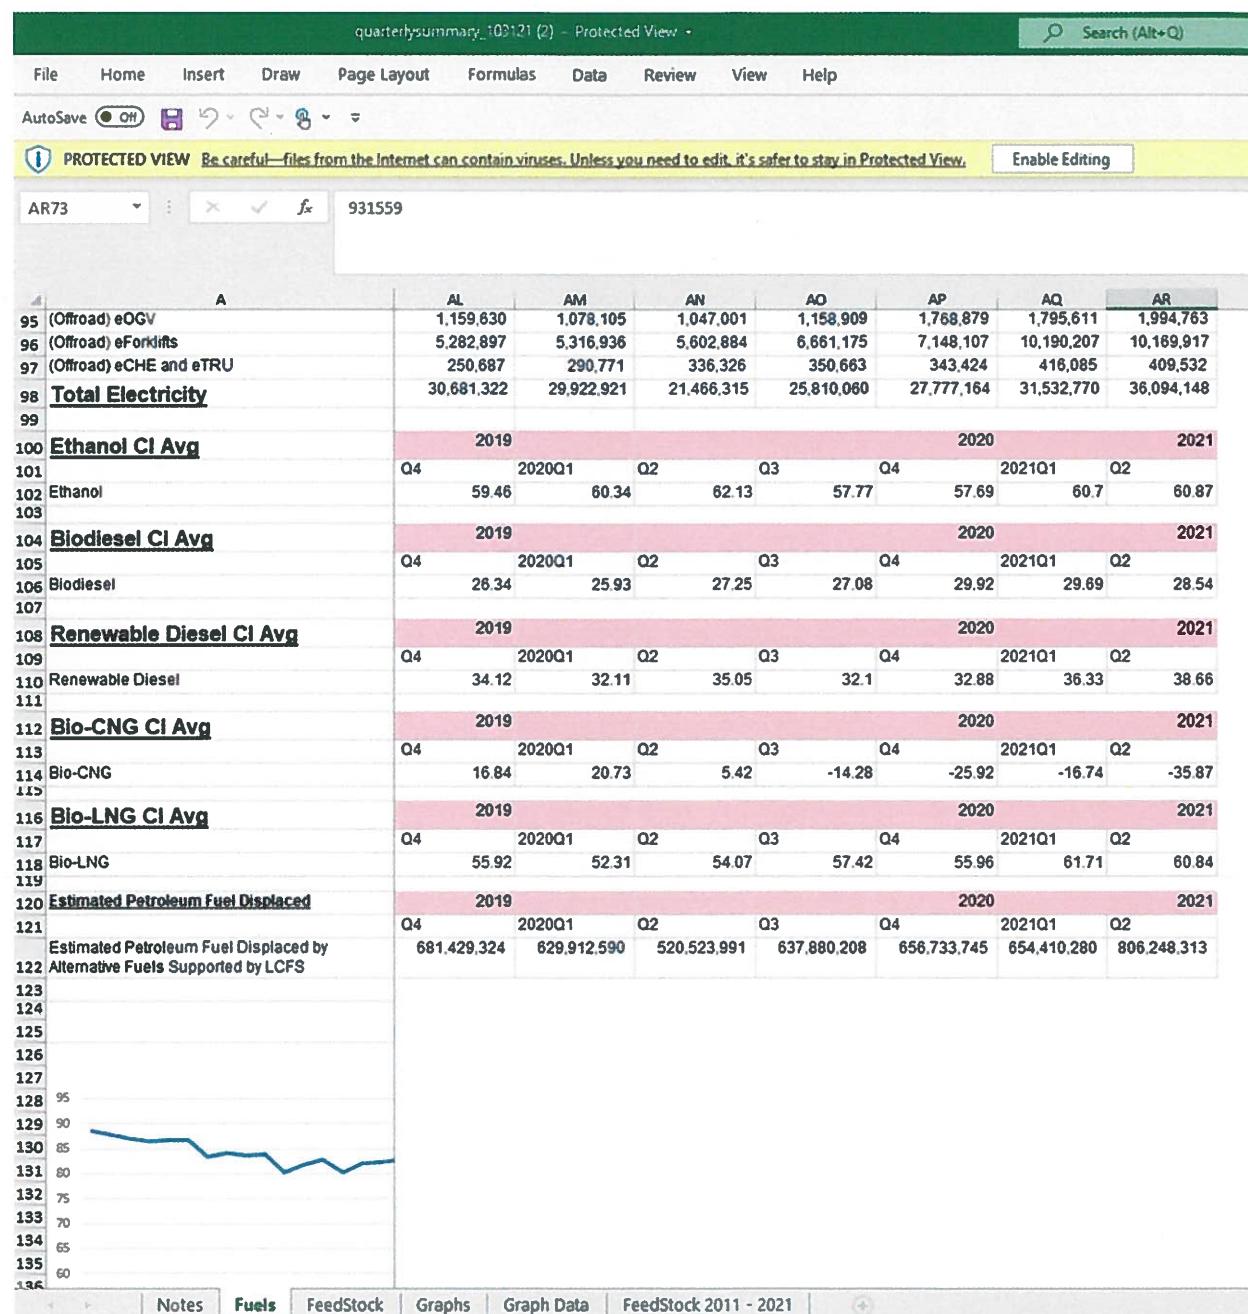 quarterlysummary_103121 (2) - Protected View
Search (Alt+Q)
File Home Insert Draw Page Layout Formulas Data Review View Help
AutoSave Off
PROTECTED VIEW Be careful—files from the Internet can contain viruses. Unless you need to edit, it's safer to stay in Protected View. Enable Editing
AR73 fx 931559
A AL AM AN AO AP AQ AR
95 (Offroad) eOGV 1,159,630 1,078,105 1,047,001 1,158,909 1,768,879 1,795,611 1,994,763
96 (Offroad) eForklifts 5,282,897 5,316,936 5,602,884 6,661,175 7,148,107 10,190,207 10,169,917
97 (Offroad) eCHE and eTRU 250,687 290,771 336,326 350,663 343,424 416,085 409,532
98 Total Electricity 30,681,322 29,922,921 21,466,315 25,810,060 27,777,164 31,532,770 36,094,148
99
100 Ethanol CI Avg 2019 2020 2021
101 Q4 2020Q1 Q2 Q3 Q4 2021Q1 Q2
102 Ethanol 59.46 60.34 62.13 57.77 57.69 60.7 60.87
103
104 Biodiesel CI Avg 2019 2020 2021
105 Q4 2020Q1 Q2 Q3 Q4 2021Q1 Q2
106 Biodiesel 26.34 25.93 27.25 27.08 29.92 29.69 28.54
107
108 Renewable Diesel CI Avg 2019 2020 2021
109 Q4 2020Q1 Q2 Q3 Q4 2021Q1 Q2
110 Renewable Diesel 34.12 32.11 35.05 32.1 32.88 36.33 38.66
111
112 Bio-CNG CI Avg 2019 2020 2021
113 Q4 2020Q1 Q2 Q3 Q4 2021Q1 Q2
114 Bio-CNG 16.84 20.73 5.42 -14.28 -25.92 -16.74 -35.87
115
116 Bio-LNG CI Avg 2019 2020 2021
117 Q4 2020Q1 Q2 Q3 Q4 2021Q1 Q2
118 Bio-LNG 55.92 52.31 54.07 57.42 55.96 61.71 60.84
119
120 Estimated Petroleum Fuel Displaced 2019 2020 2021
121 Q4 2020Q1 Q2 Q3 Q4 2021Q1 Q2
Estimated Petroleum Fuel Displaced by 681,429,324 629,912,590 520,523,991 637,880,208 656,733,745 654,410,280 806,248,313
122 Alternative Fuels Supported by LCFS
123
124
125
126
127
128 95
129 90
130 85
131 80
132 75
133 70
134 65
135 60
136
Notes Fuels FeedStock Graphs Graph Data FeedStock 2011 - 2021